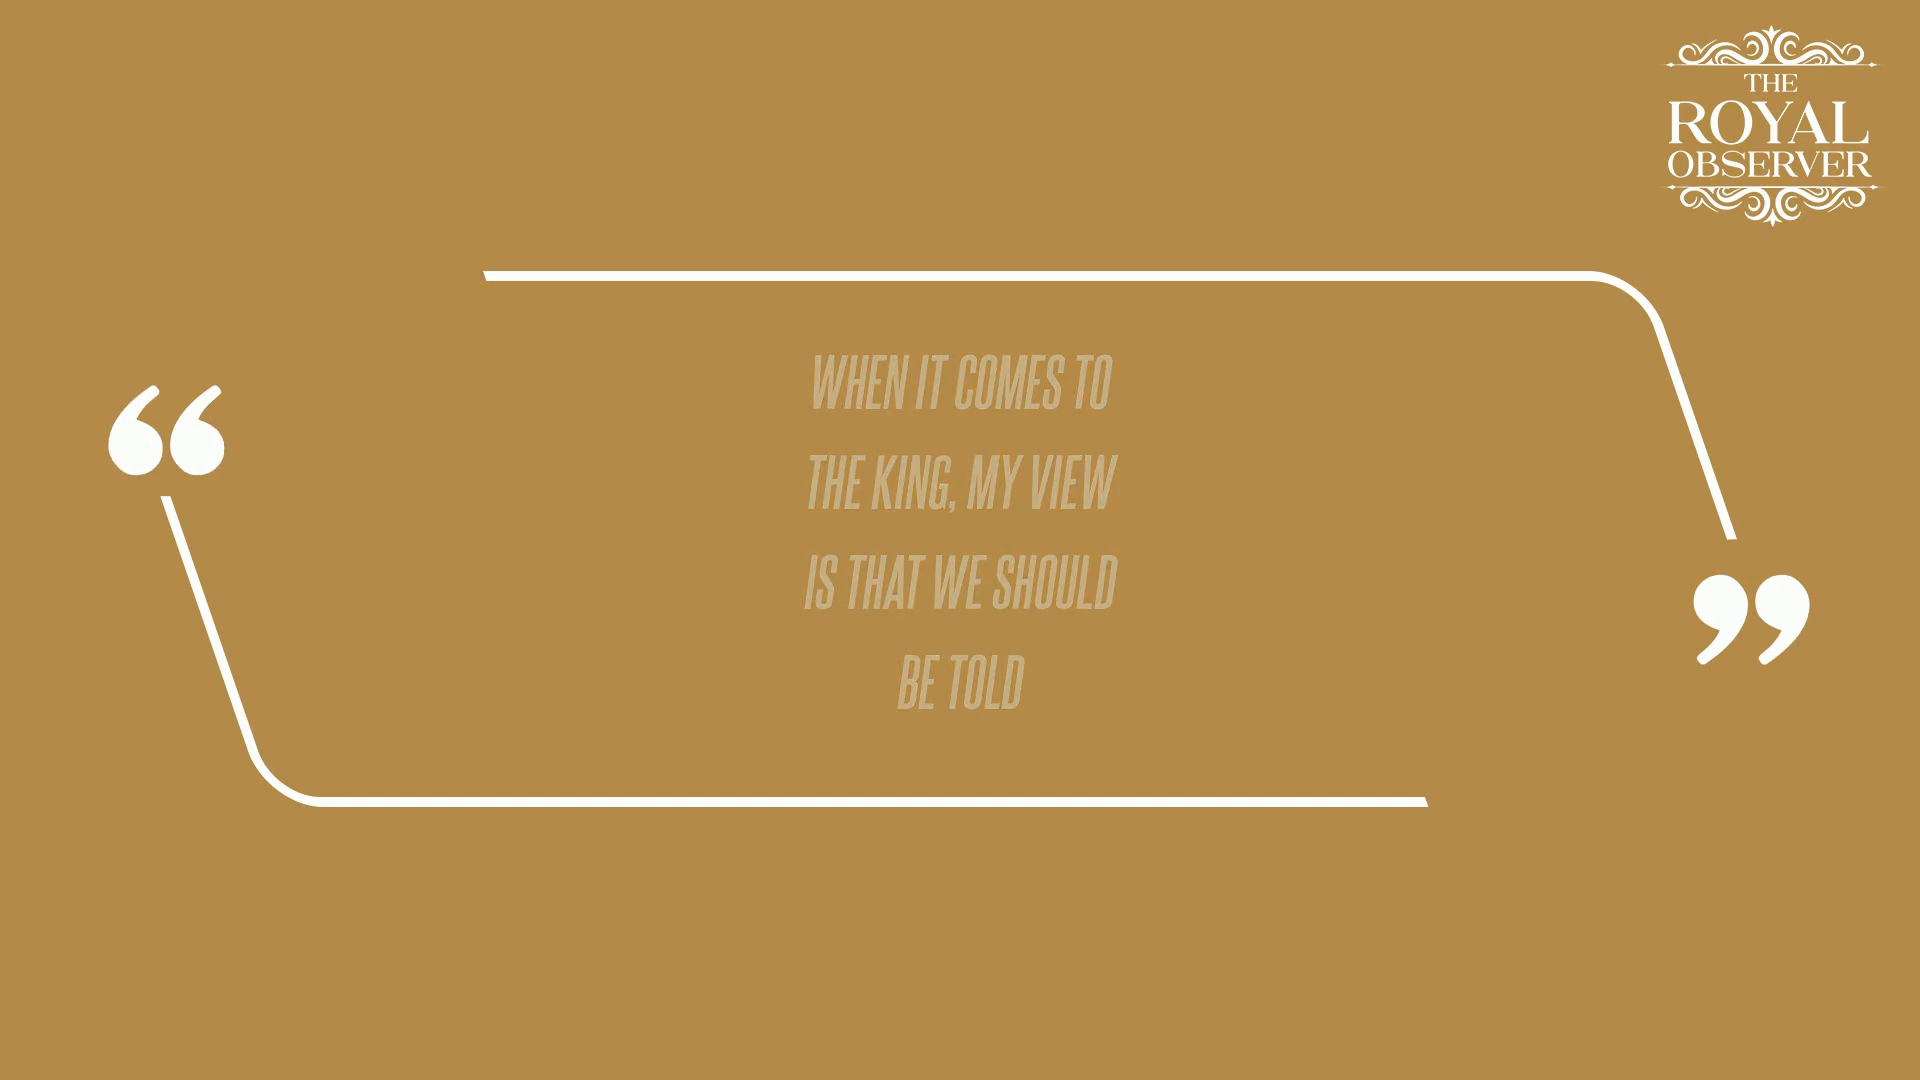 THE
ROYAL
OBSERVER
“
WHEN IT COMES TO
THE KING, MY VIEW
IS THAT WE SHOULD
BE TOLD
”